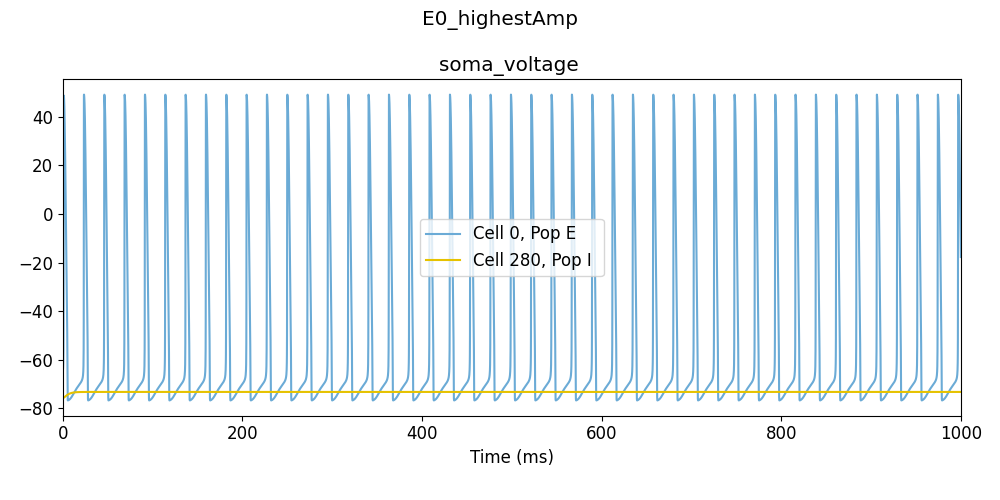 E0_highestAmp
soma_voltage
40
20
0
−20
−40
−60
−80
Cell 0, Pop E
Cell 280, Pop I
0 200 400 600 800 1000
Time (ms)